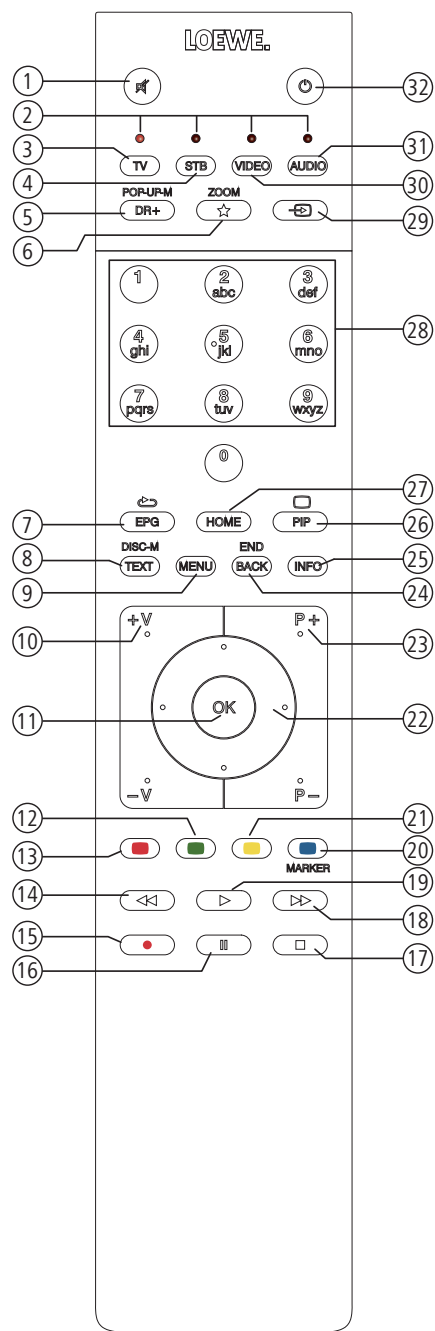 LOEWE.
1 32
2
3 TV STB VIDEO AUDIO 31
4 30
POP-UP-M ZOOM
5 DR+ 29
6
1 2 3
abc def
28
4 5 6
ghi jkl mno
7 8 9
pqrs tuv wxyz
0
27
7 EPG HOME PIP 26
DISC-M END
8 TEXT MENU BACK INFO 25
9 24
10 +V P+ 23
11 OK 22
–V P–
12 21
13 20
MARKER
19
14
18
15
16 17